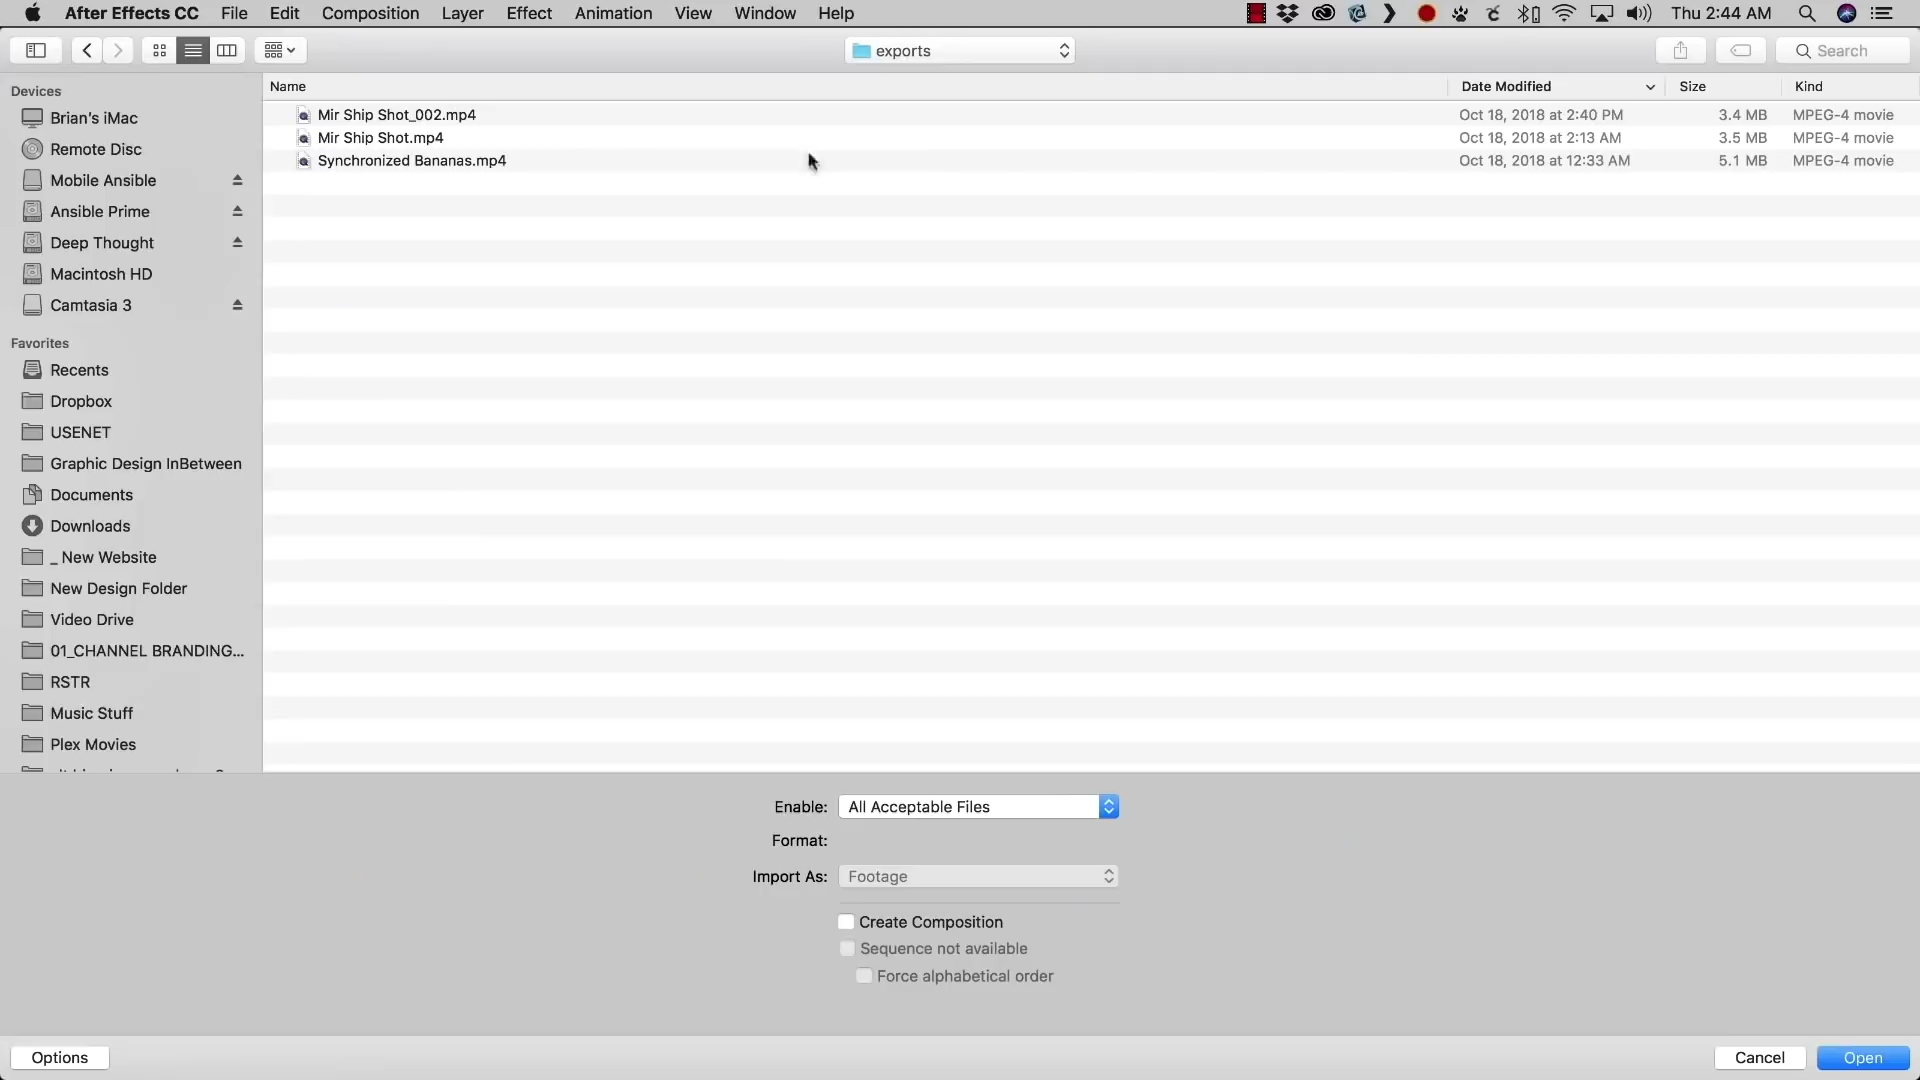 After Effects CC File Edit Composition Layer Effect Animation View Window Help Thu 2:44 AM
exports Search
Devices
Brian's iMac
Remote Disc
Mobile Ansible
Ansible Prime
Deep Thought
Macintosh HD
Camtasia 3
Favorites
Recents
Dropbox
USENET
Graphic Design InBetween
Documents
Downloads
_ New Website
New Design Folder
Video Drive
01_CHANNEL BRANDING...
RSTR
Music Stuff
Plex Movies
Name Date Modified Size Kind
Mir Ship Shot_002.mp4 Oct 18, 2018 at 2:40 PM 3.4 MB MPEG-4 movie
Mir Ship Shot.mp4 Oct 18, 2018 at 2:13 AM 3.5 MB MPEG-4 movie
Synchronized Bananas.mp4 Oct 18, 2018 at 12:33 AM 5.1 MB MPEG-4 movie
Enable: All Acceptable Files
Format:
Import As: Footage
Create Composition
Sequence not available
Force alphabetical order
Options Cancel Open